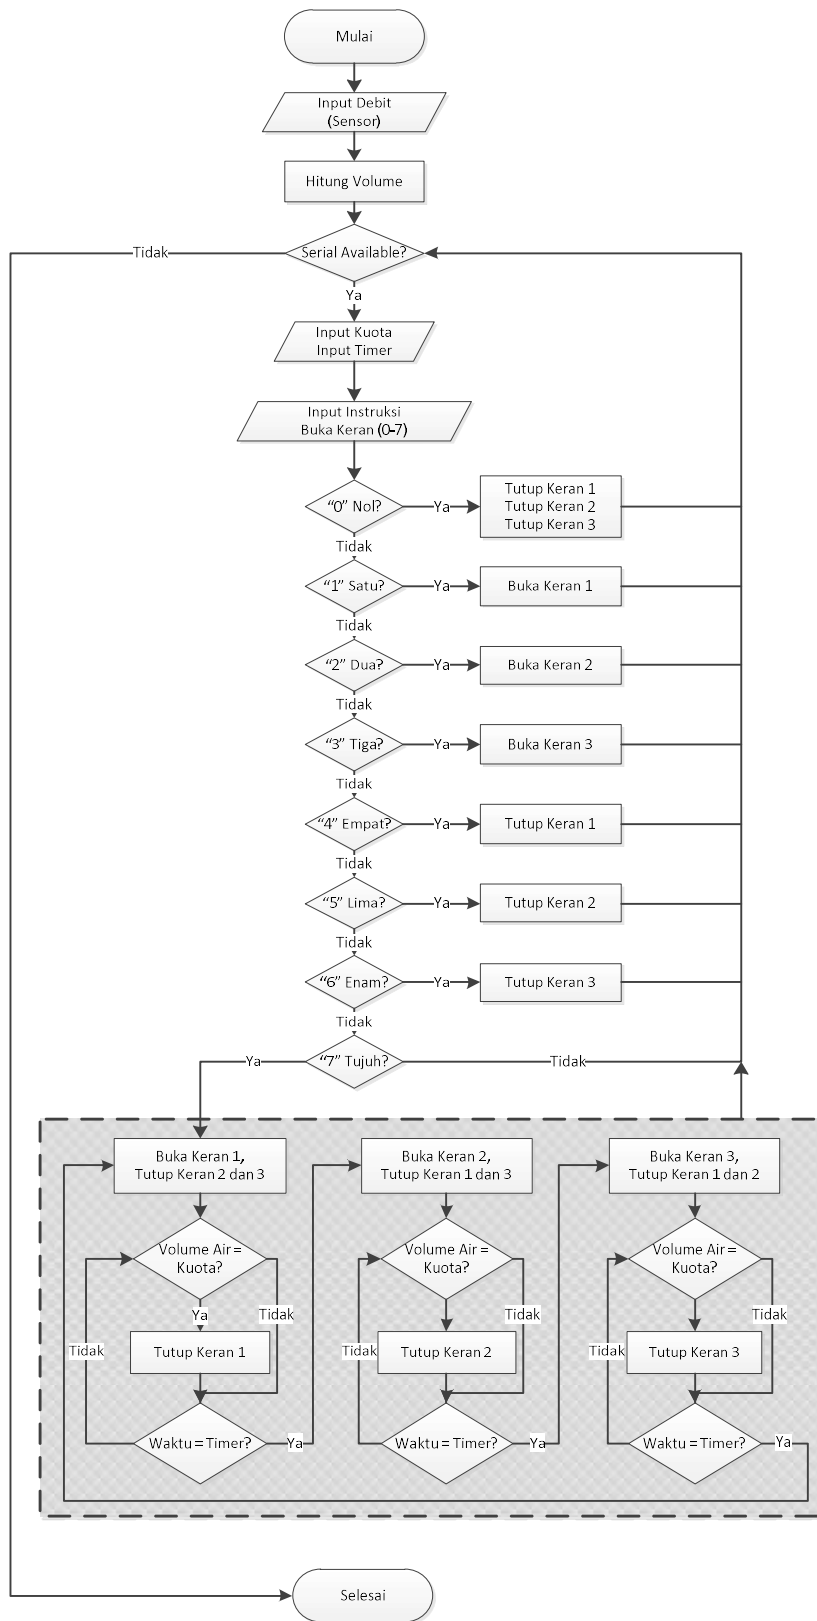 Mulai
Input Debit
(Sensor)
Hitung Volume
Serial Available?
Tidak
Ya
Input Kuota
Input Timer
Input Instruksi
Buka Keran (0-7)
“0” Nol?
Ya
Tutup Keran 1
Tutup Keran 2
Tutup Keran 3
Tidak
“1” Satu?
Ya
Buka Keran 1
Tidak
“2” Dua?
Ya
Buka Keran 2
Tidak
“3” Tiga?
Ya
Buka Keran 3
Tidak
“4” Empat?
Ya
Tutup Keran 1
Tidak
“5” Lima?
Ya
Tutup Keran 2
Tidak
“6” Enam?
Ya
Tutup Keran 3
Tidak
“7” Tujuh?
Ya
Tidak
Buka Keran 1,
Tutup Keran 2 dan 3
Volume Air =
Kuota?
Ya
Tidak
Tidak
Tutup Keran 1
Waktu = Timer?
Ya
Buka Keran 2,
Tutup Keran 1 dan 3
Volume Air =
Kuota?
Tidak
Tidak
Tutup Keran 2
Waktu = Timer?
Ya
Buka Keran 3,
Tutup Keran 1 dan 2
Volume Air =
Kuota?
Tidak
Tidak
Tutup Keran 3
Waktu = Timer?
Ya
Selesai